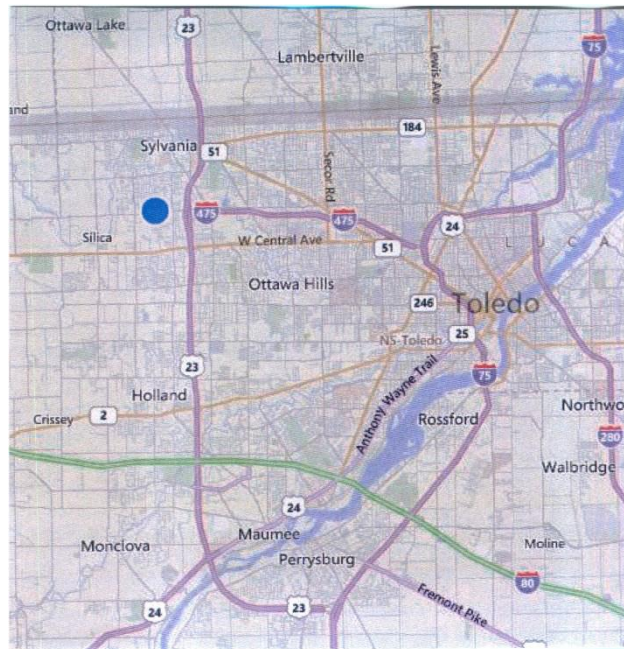 Ottawa Lake
23
75
Lambertville
Lewis Ave
184
Sylvania
51
Secor Rd
475
475
24
Silica
W Central Ave
51
L U C A
Ottawa Hills
246
Toledo
25
NS-Toledo
23
75
Holland
Anthony Wayne Trail
Crissey
2
Rossford
Northwo
280
Walbridge
24
Maumee
Monclova
Moline
Perrysburg
80
Fremont Pike
24
23